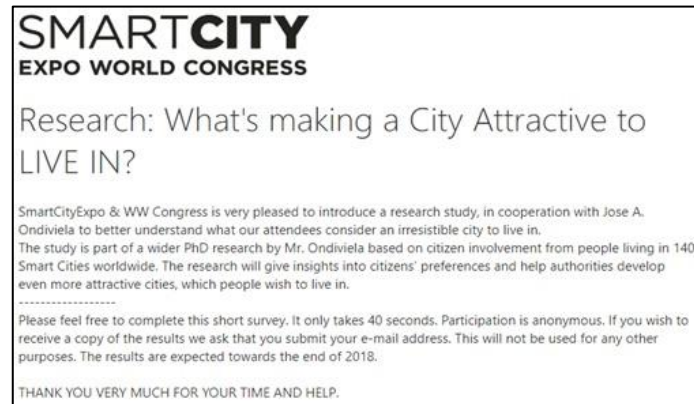 SMARTCITY
EXPO WORLD CONGRESS
Research: What's making a City Attractive to
LIVE IN?
SmartCityExpo & WW Congress is very pleased to introduce a research study, in cooperation with Jose A.
Ondiviela to better understand what our attendees consider an irresistible city to live in.
The study is part of a wider PhD research by Mr. Ondiviela based on citizen involvement from people living in 140
Smart Cities worldwide. The research will give insights into citizens' preferences and help authorities develop
even more attractive cities, which people wish to live in.
------------------
Please feel free to complete this short survey. It only takes 40 seconds. Participation is anonymous. If you wish to
receive a copy of the results we ask that you submit your e-mail address. This will not be used for any other
purposes. The results are expected towards the end of 2018.
THANK YOU VERY MUCH FOR YOUR TIME AND HELP.